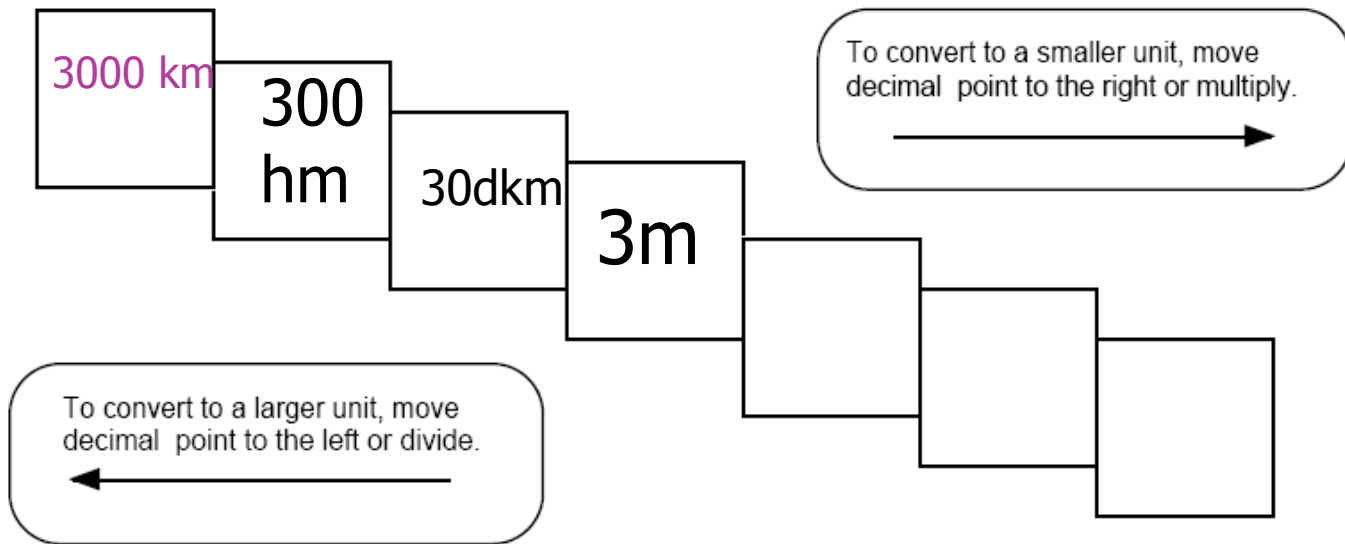 3000 km
300
hm
30dkm
3m
To convert to a smaller unit, move
decimal point to the right or multiply.
To convert to a larger unit, move
decimal point to the left or divide.